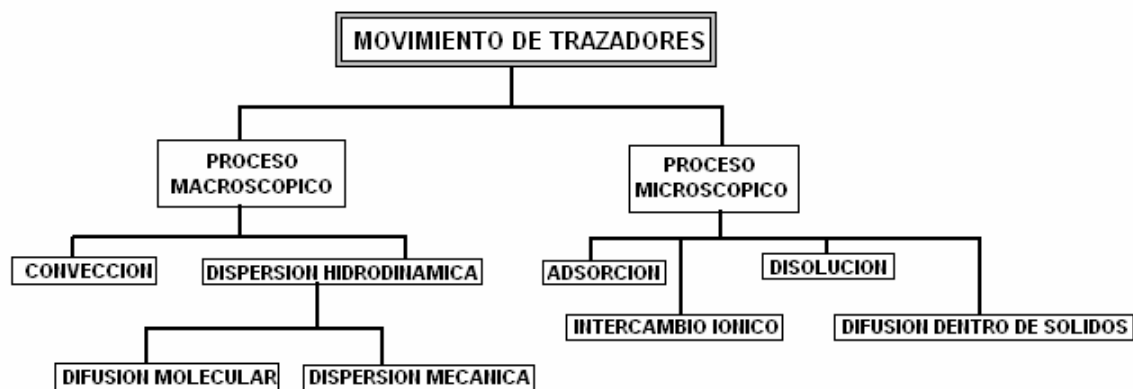 MOVIMIENTO DE TRAZADORES
PROCESO
MACROSCOPICO
PROCESO
MICROSCOPICO
CONVECCION
DISPERSION HIDRODINAMICA
ADSORCION
DISOLUCION
INTERCAMBIO IONICO
DIFUSION DENTRO DE SOLIDOS
DIFUSION MOLECULAR
DISPERSION MECANICA